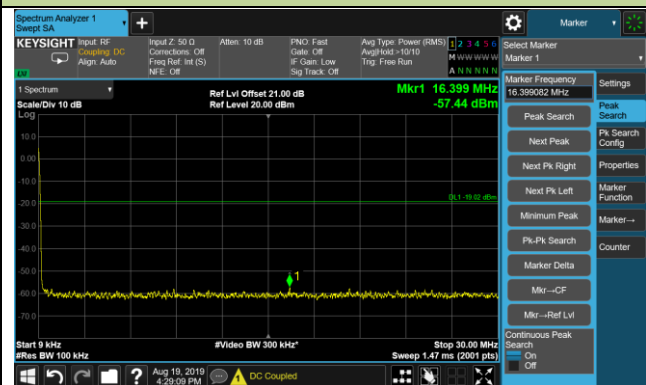 Spectrum Analyzer 1
Swept SA
Marker
KEYSIGHT
Input: RF
Coupling: DC
Align: Auto
Input Z: 50 Ω
Corrections: Off
Freq Ref: Int (S)
NFE: Off
Atten: 10 dB
PNO: Fast
Gate: Off
IF Gain: Low
Sig Track: Off
Avg Type: Power (RMS)
Avg|Hold:>10/10
Trig: Free Run
1 2 3 4 5 6
M W W W W W
A N N N N N
LXI
Select Marker
Marker 1
1 Spectrum
Scale/Div 10 dB
Log
Ref Lvl Offset 21.00 dB
Ref Level 20.00 dBm
Mkr1 16.399 MHz
-57.44 dBm
10.0
0.00
-10.0
-20.0
-30.0
-40.0
-50.0
-60.0
-70.0
DL1 -19.02 dBm
1
Start 9 kHz
#Res BW 100 kHz
#Video BW 300 kHz*
Stop 30.00 MHz
Sweep 1.47 ms (2001 pts)
Marker Frequency
16.399082 MHz
Peak Search
Next Peak
Next Pk Right
Next Pk Left
Minimum Peak
Pk-Pk Search
Marker Delta
Mkr→CF
Mkr→Ref Lvl
Continuous Peak
Search
On
Off
Settings
Peak
Search
Pk Search
Config
Properties
Marker
Function
Marker→
Counter
?
Aug 19, 2019
4:29:09 PM
DC Coupled